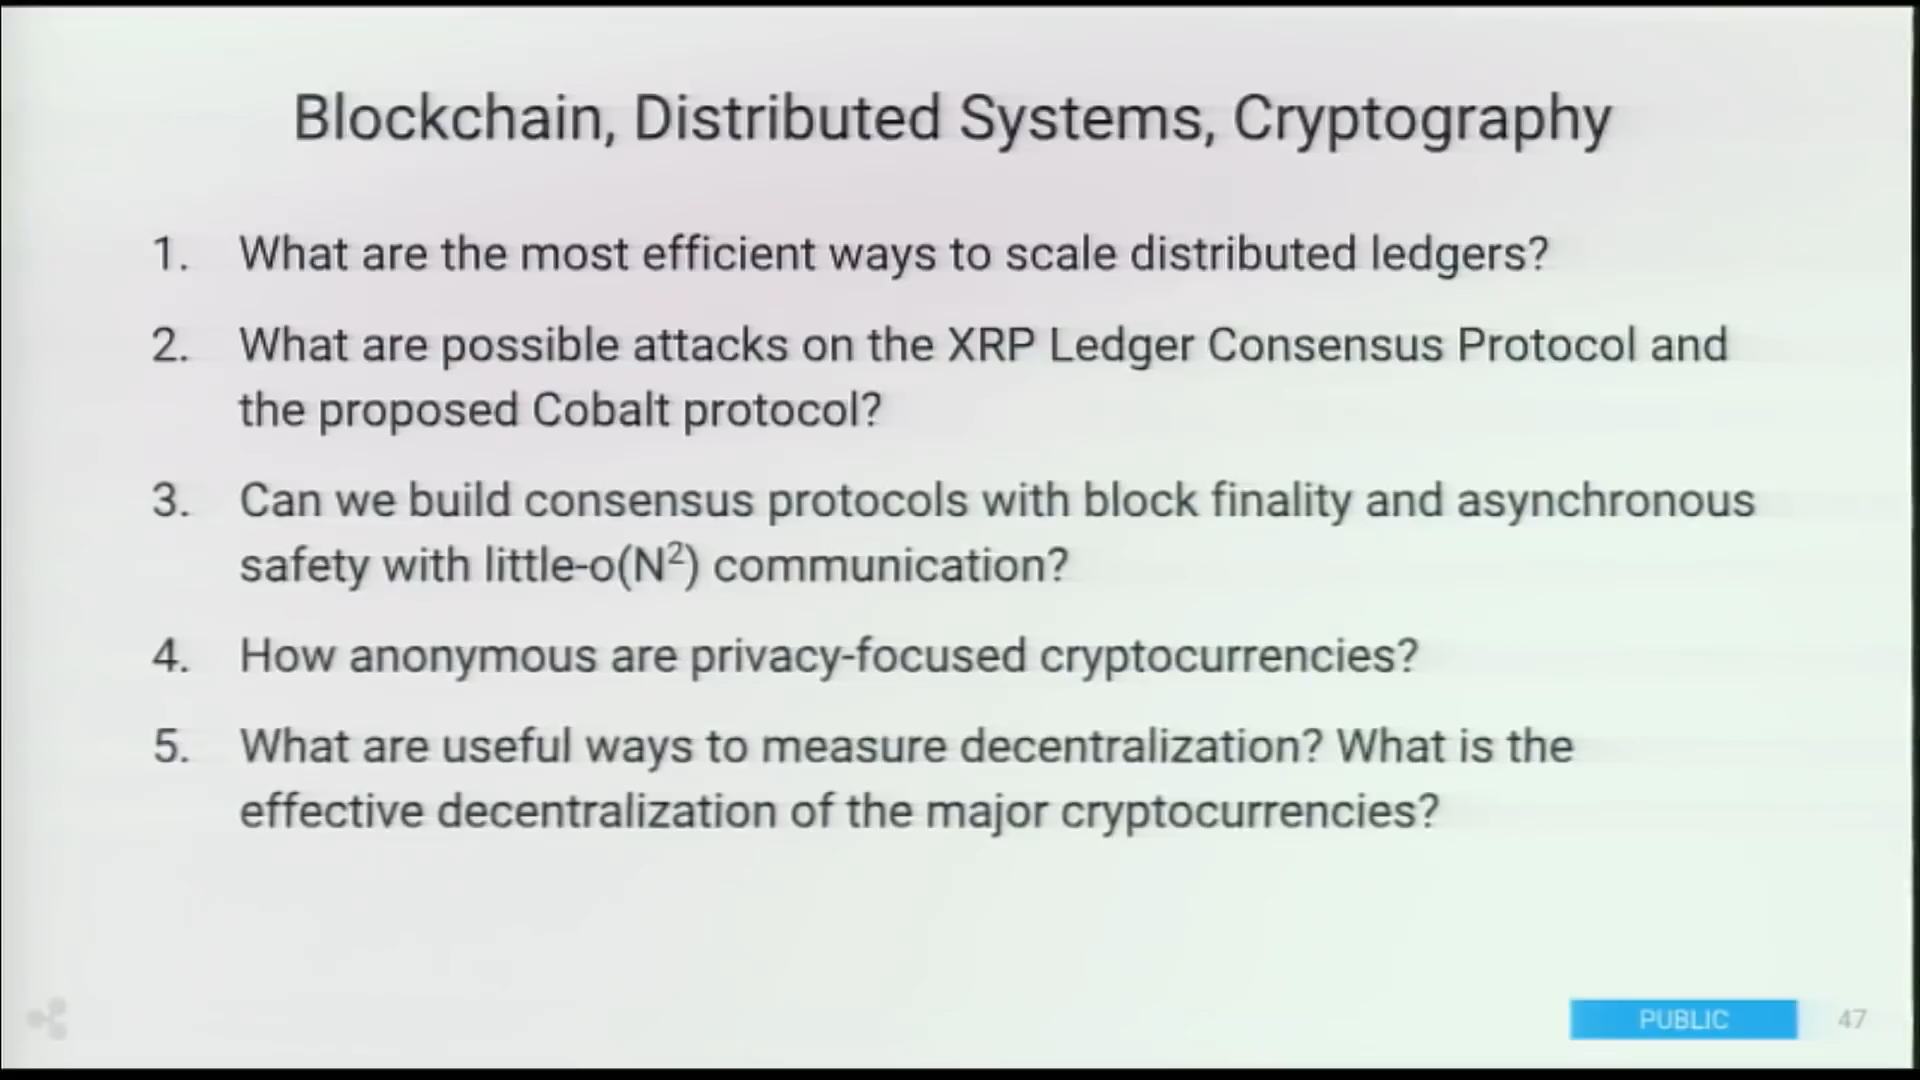 Blockchain, Distributed Systems, Cryptography
1. What are the most efficient ways to scale distributed ledgers?
2. What are possible attacks on the XRP Ledger Consensus Protocol and
the proposed Cobalt protocol?
3. Can we build consensus protocols with block finality and asynchronous
safety with little-o(N²) communication?
4. How anonymous are privacy-focused cryptocurrencies?
5. What are useful ways to measure decentralization? What is the
effective decentralization of the major cryptocurrencies?
PUBLIC 47